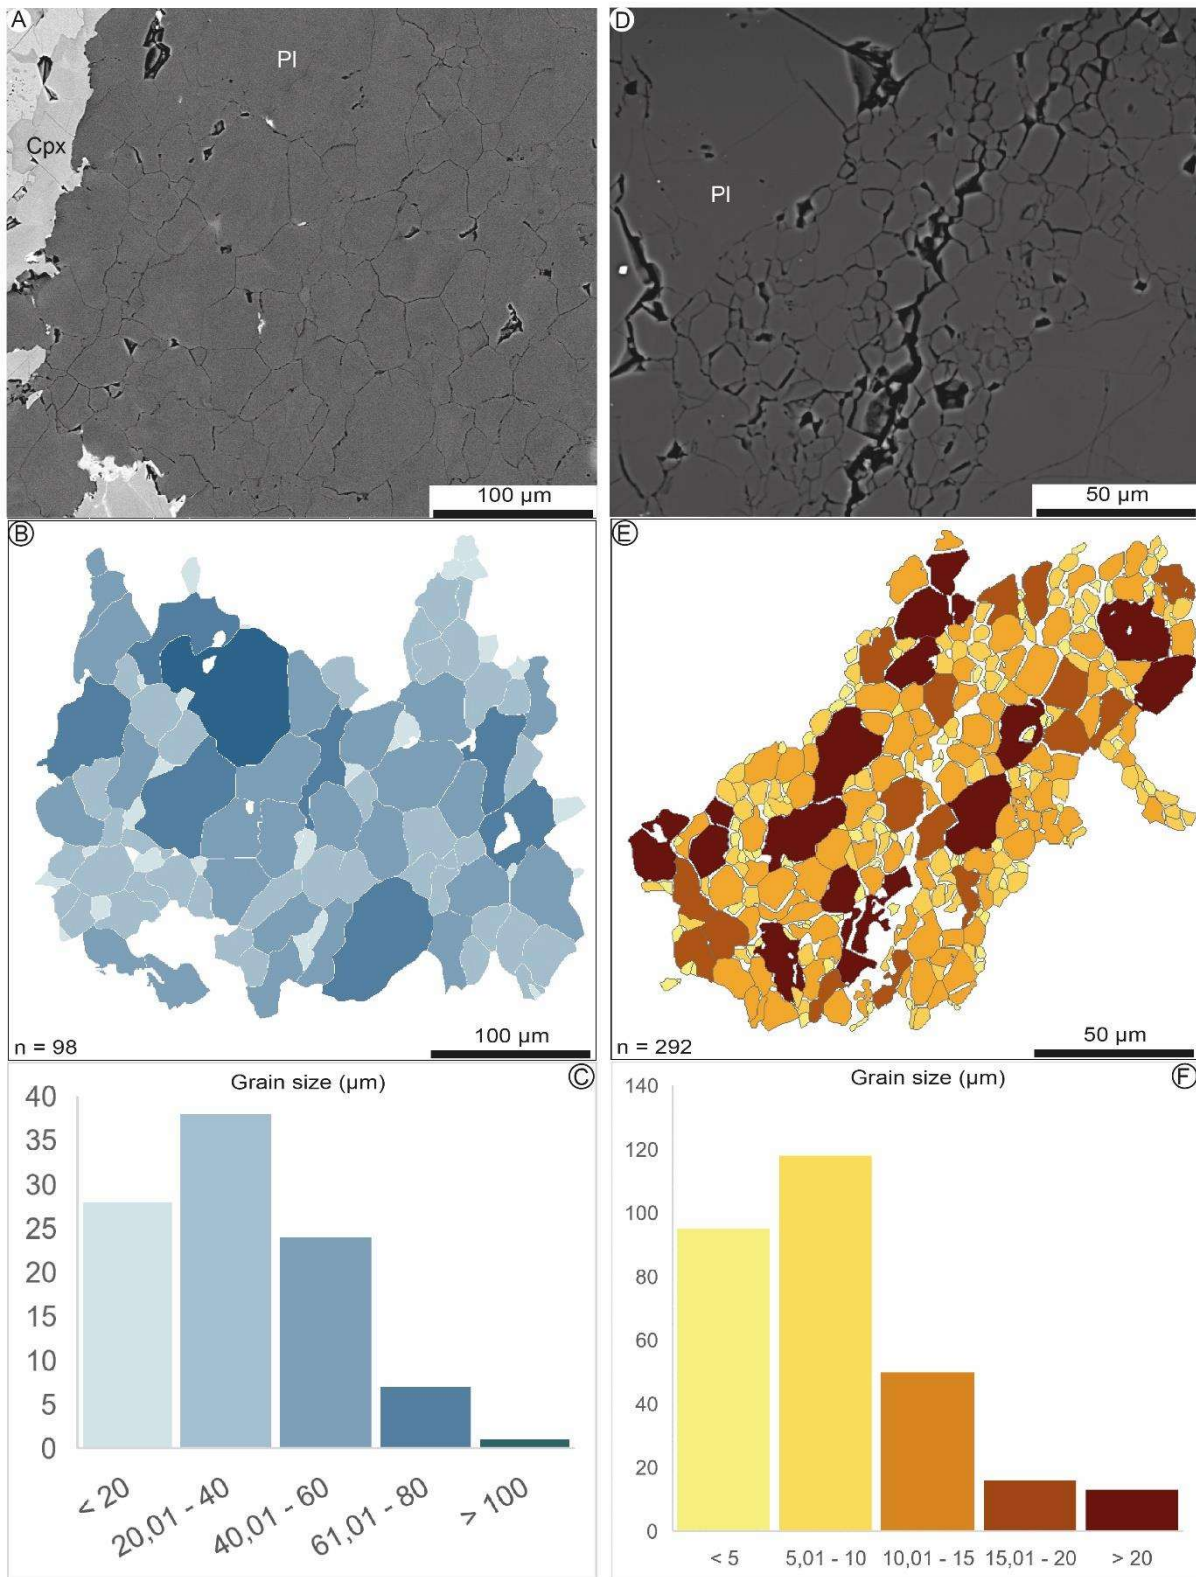 A
Pl
Cpx
100 µm
D
Pl
50 µm
B
100 µm
n = 98
E
50 µm
n = 292
Grain size (µm)
C
40
35
30
25
20
15
10
5
0
< 20
20,01 - 40
40,01 - 60
61,01 - 80
> 100
Grain size (µm)
F
140
120
100
80
60
40
20
0
< 5
5,01 - 10
10,01 - 15
15,01 - 20
> 20